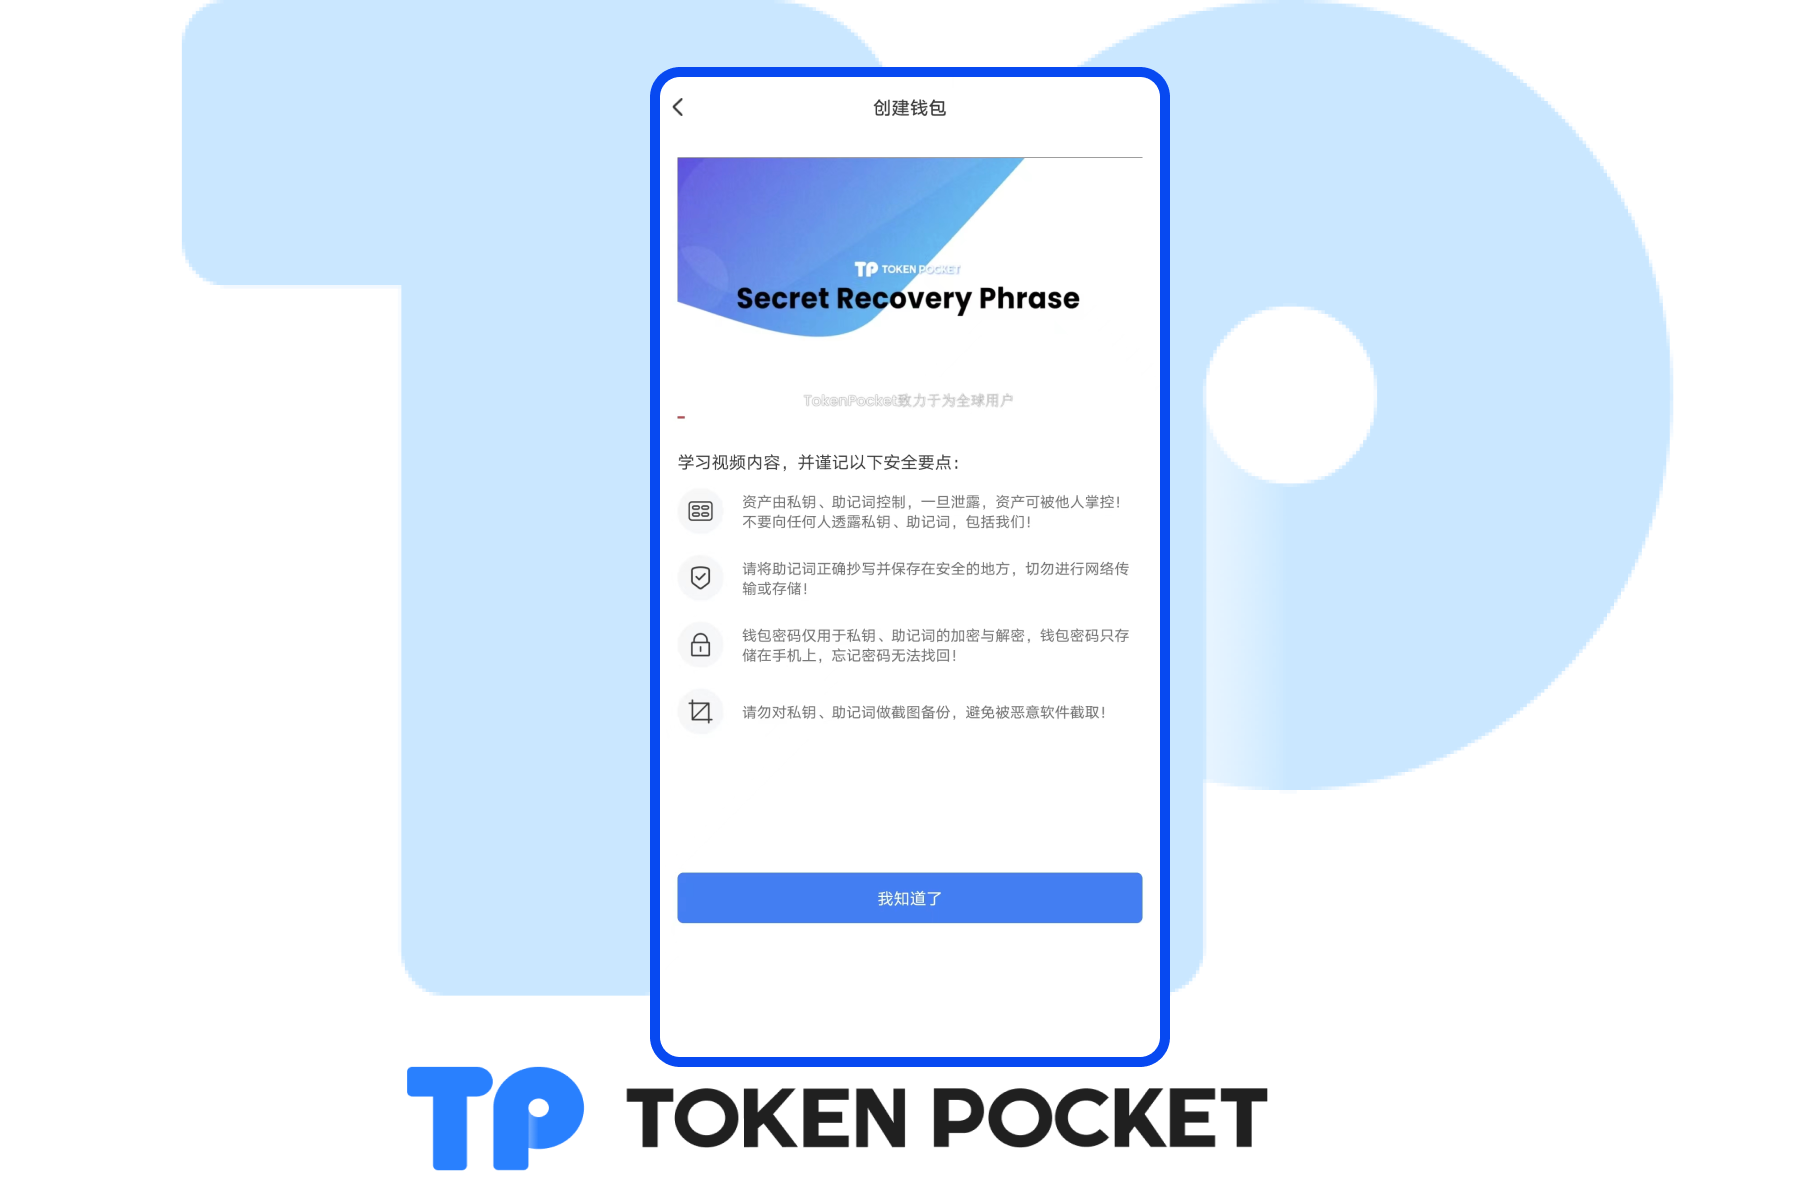 创建钱包
TP TOKEN POCKET
Secret Recovery Phrase
TokenPocket致力于为全球用户
学习视频内容，并谨记以下安全要点：
资产由私钥、助记词控制，一旦泄露，资产可被他人掌控！
不要向任何人透露私钥、助记词，包括我们！
请将助记词正确抄写并保存在安全的地方，切勿进行网络传
输或存储！
钱包密码仅用于私钥、助记词的加密与解密，钱包密码只存
储在手机上，忘记密码无法找回！
请勿对私钥、助记词做截图备份，避免被恶意软件截取！
我知道了
TP TOKEN POCKET